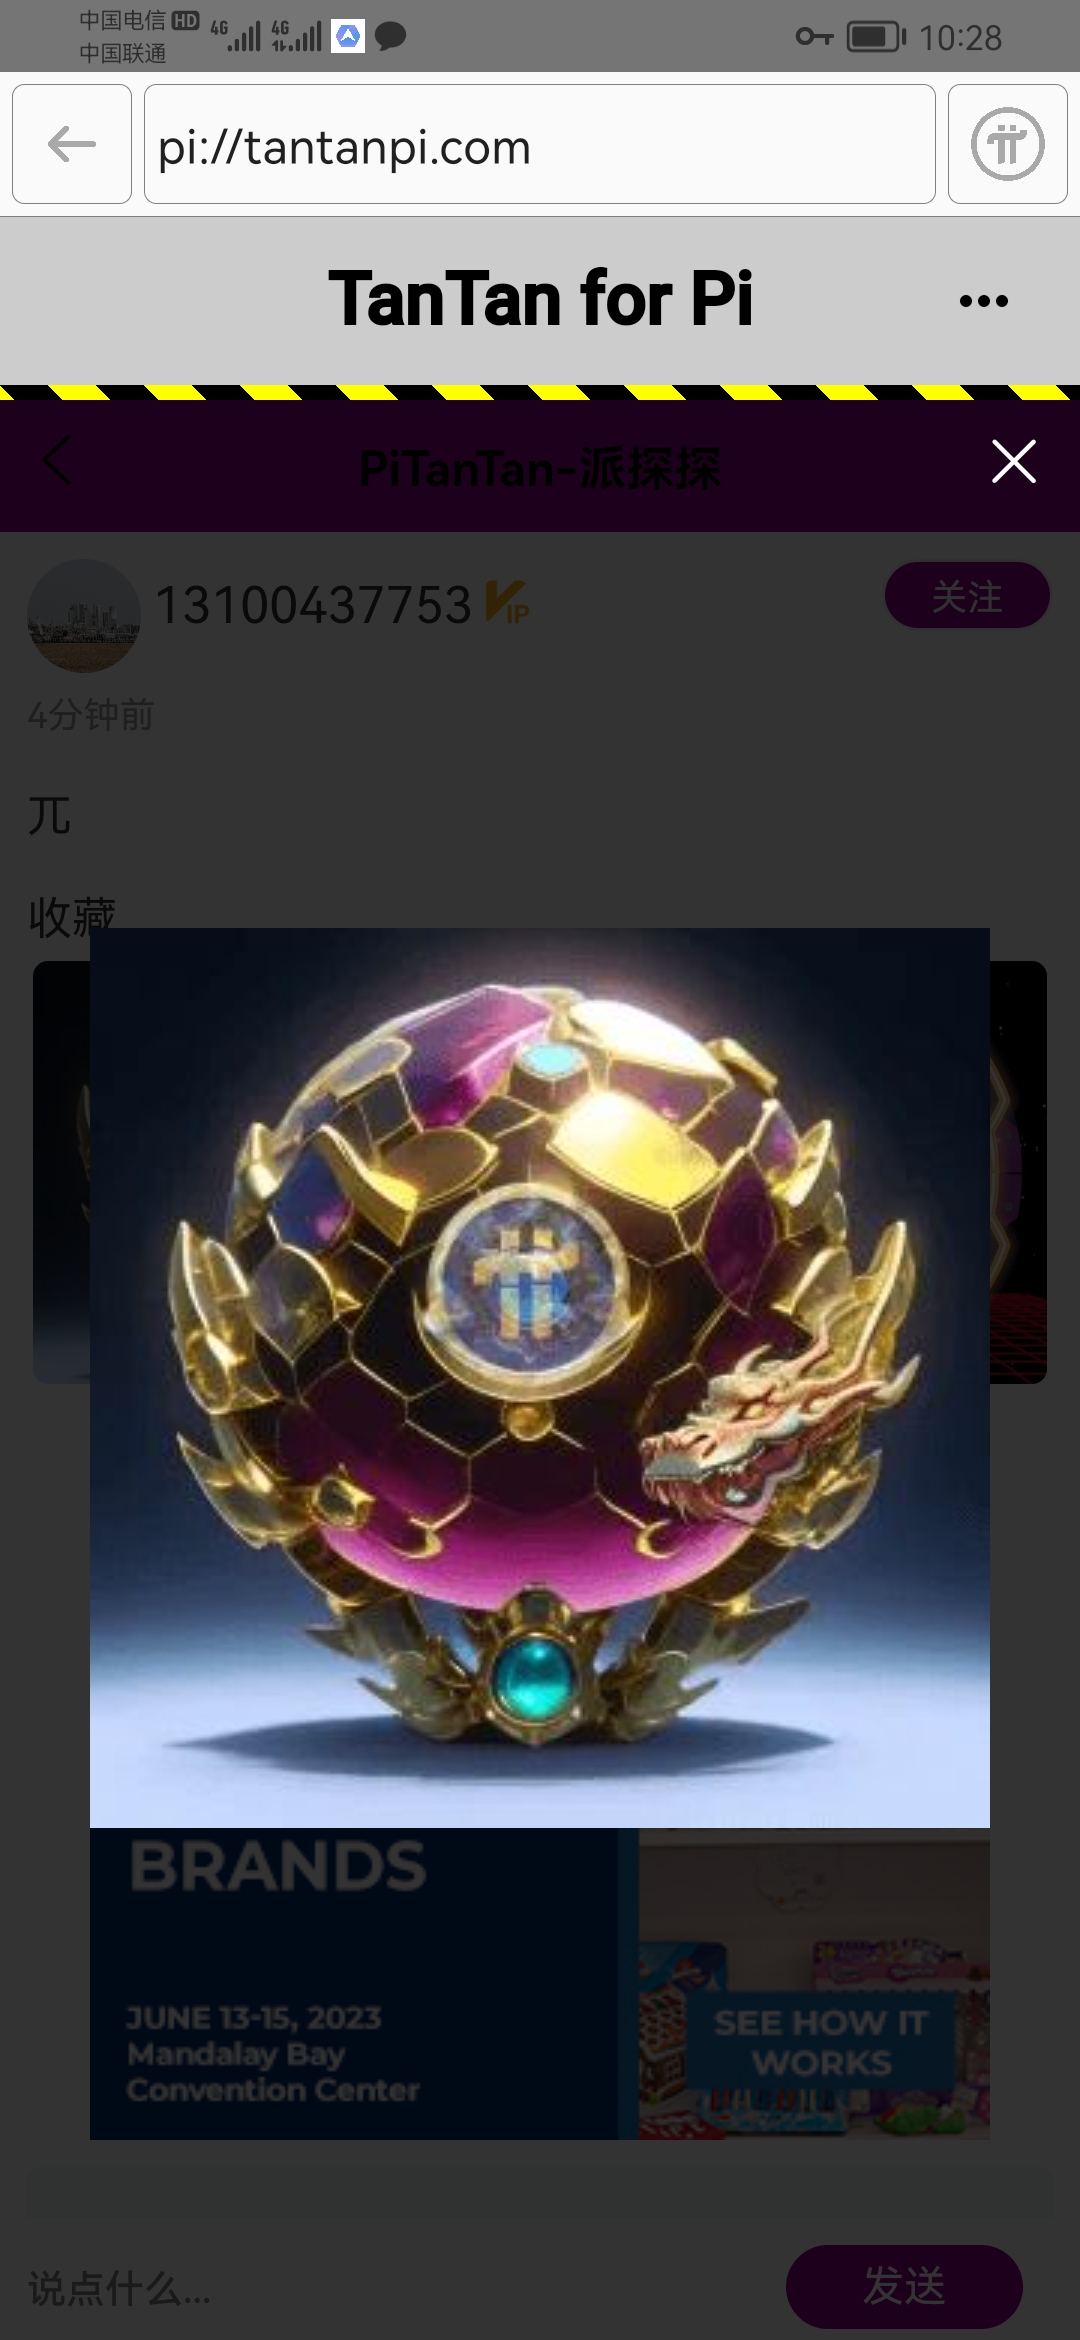 中国电信 HD 4G 4G 10:28
中国联通
pi://tantanpi.com
TanTan for Pi
PiTanTan-派探探
13100437753 VIP
关注
4分钟前
兀
收藏
BRANDS
JUNE 13-15, 2023
Mandalay Bay
Convention Center
SEE HOW IT
WORKS
说点什么...
发送